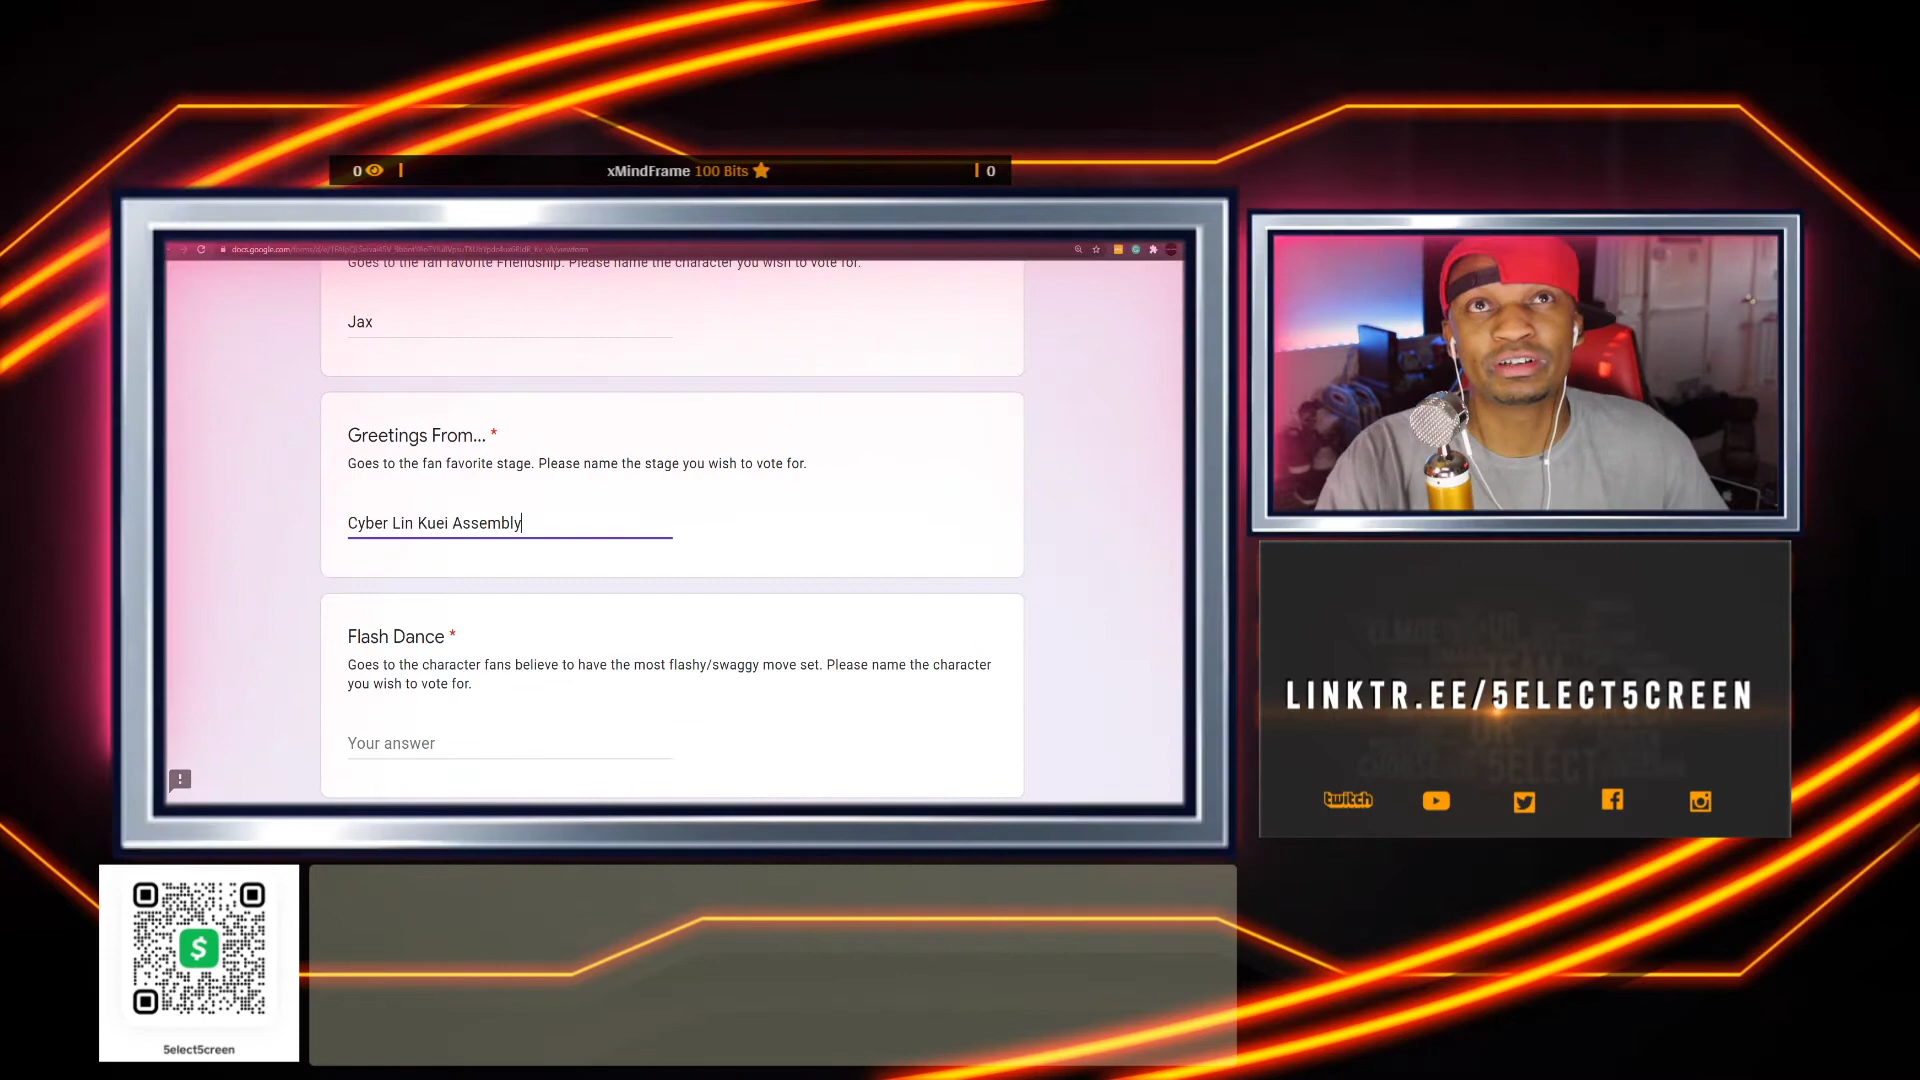 0
xMindFrame 100 Bits
0
Goes to the fan favorite Friendship. Please name the character you wish to vote for.
Jax
Greetings From... *
Goes to the fan favorite stage. Please name the stage you wish to vote for.
Cyber Lin Kuei Assembly
Flash Dance *
Goes to the character fans believe to have the most flashy/swaggy move set. Please name the character
you wish to vote for.
Your answer
LINKTR.EE/5ELECT5CREEN
twitch
$
5elect5creen